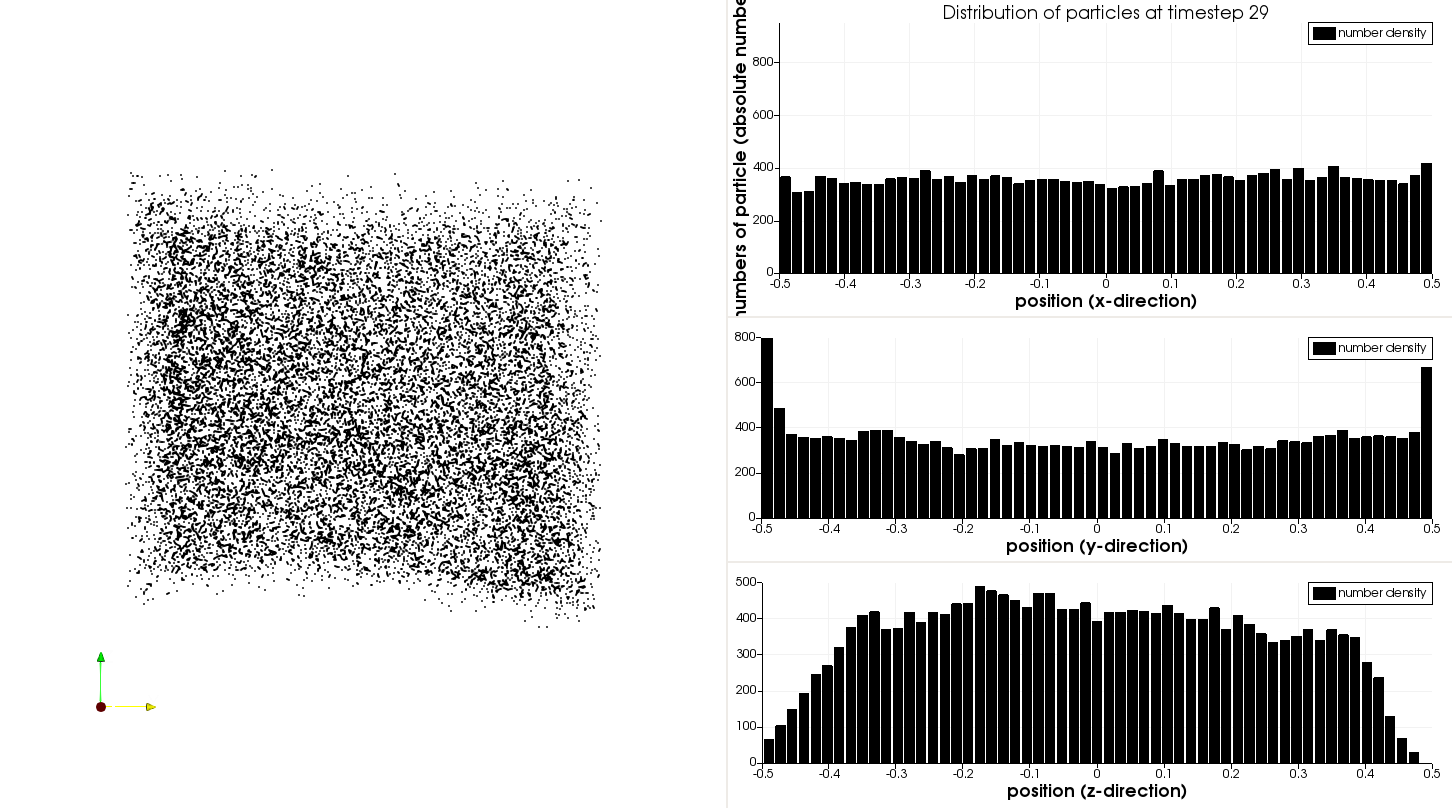 Distribution of particles at timestep 29
numbers of particle (absolute numbe
number density
800
600
400
200
0
-0.5 -0.4 -0.3 -0.2 -0.1 0 0.1 0.2 0.3 0.4 0.5
position (x-direction)
number density
800
600
400
200
0
-0.5 -0.4 -0.3 -0.2 -0.1 0 0.1 0.2 0.3 0.4 0.5
position (y-direction)
number density
500
400
300
200
100
0
-0.5 -0.4 -0.3 -0.2 -0.1 0 0.1 0.2 0.3 0.4 0.5
position (z-direction)